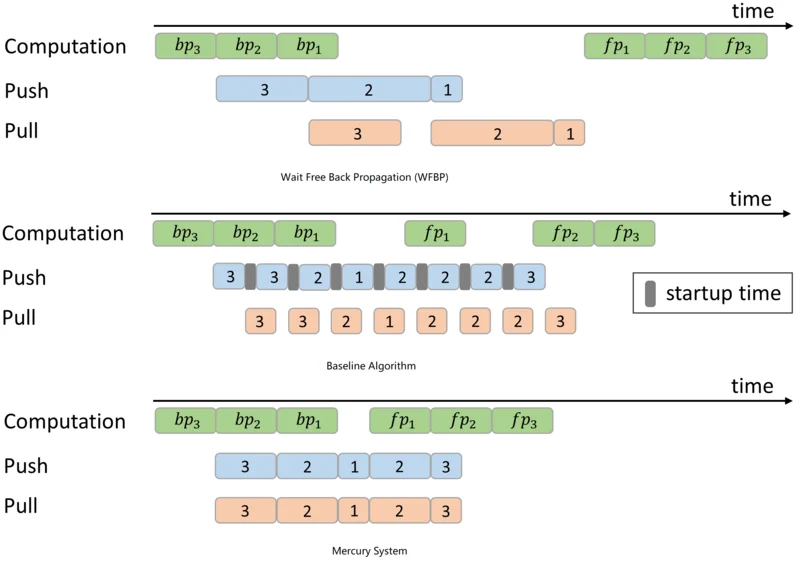 time
Computation bp₃ bp₂ bp₁ fp₁ fp₂ fp₃
Push 3 2 1
Pull 3 2 1
Wait Free Back Propagation (WFBP)
time
Computation bp₃ bp₂ bp₁ fp₁ fp₂ fp₃
Push 3 3 2 1 2 2 2 3
startup time
Pull 3 3 2 1 2 2 2 3
Baseline Algorithm
time
Computation bp₃ bp₂ bp₁ fp₁ fp₂ fp₃
Push 3 2 1 2 3
Pull 3 2 1 2 3
Mercury System